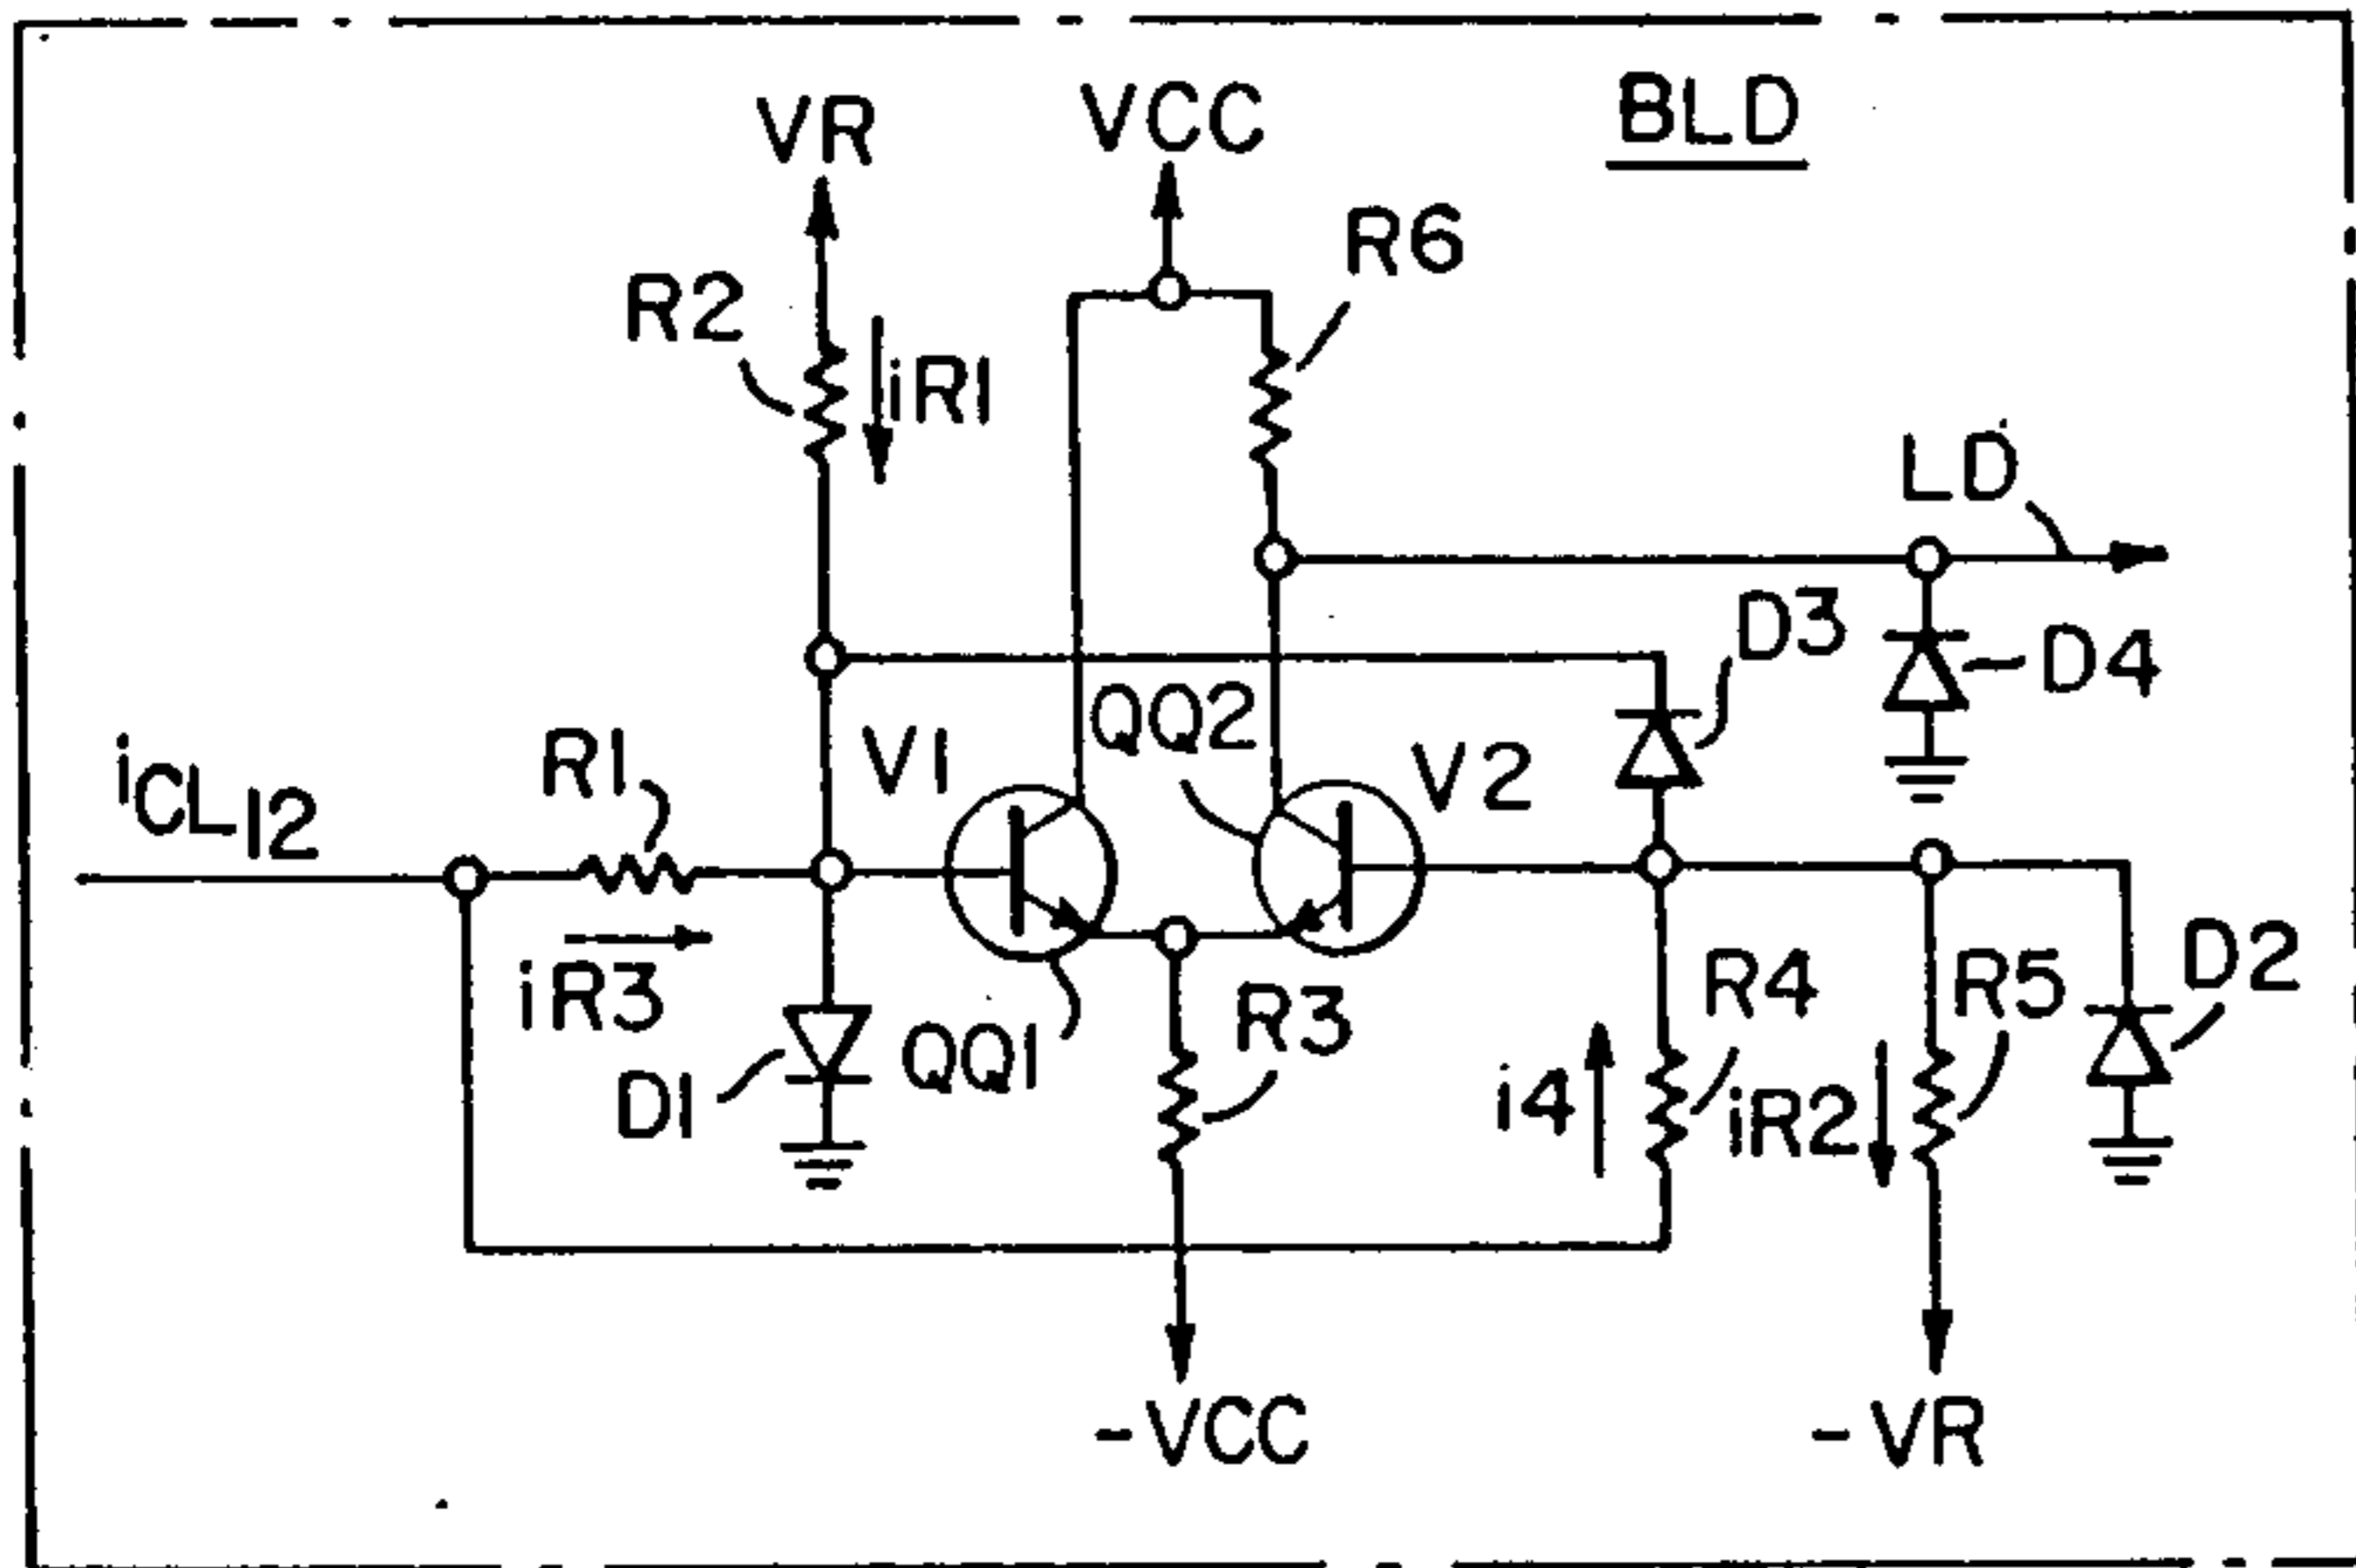 BLD
VR
VCC
R6
R2
iR1
LD
D3
D4
QQ2
V1
V2
R1
iCL12
iR3
D1
QQ1
R3
i4
R4
iR2
R5
D2
-VCC
-VR